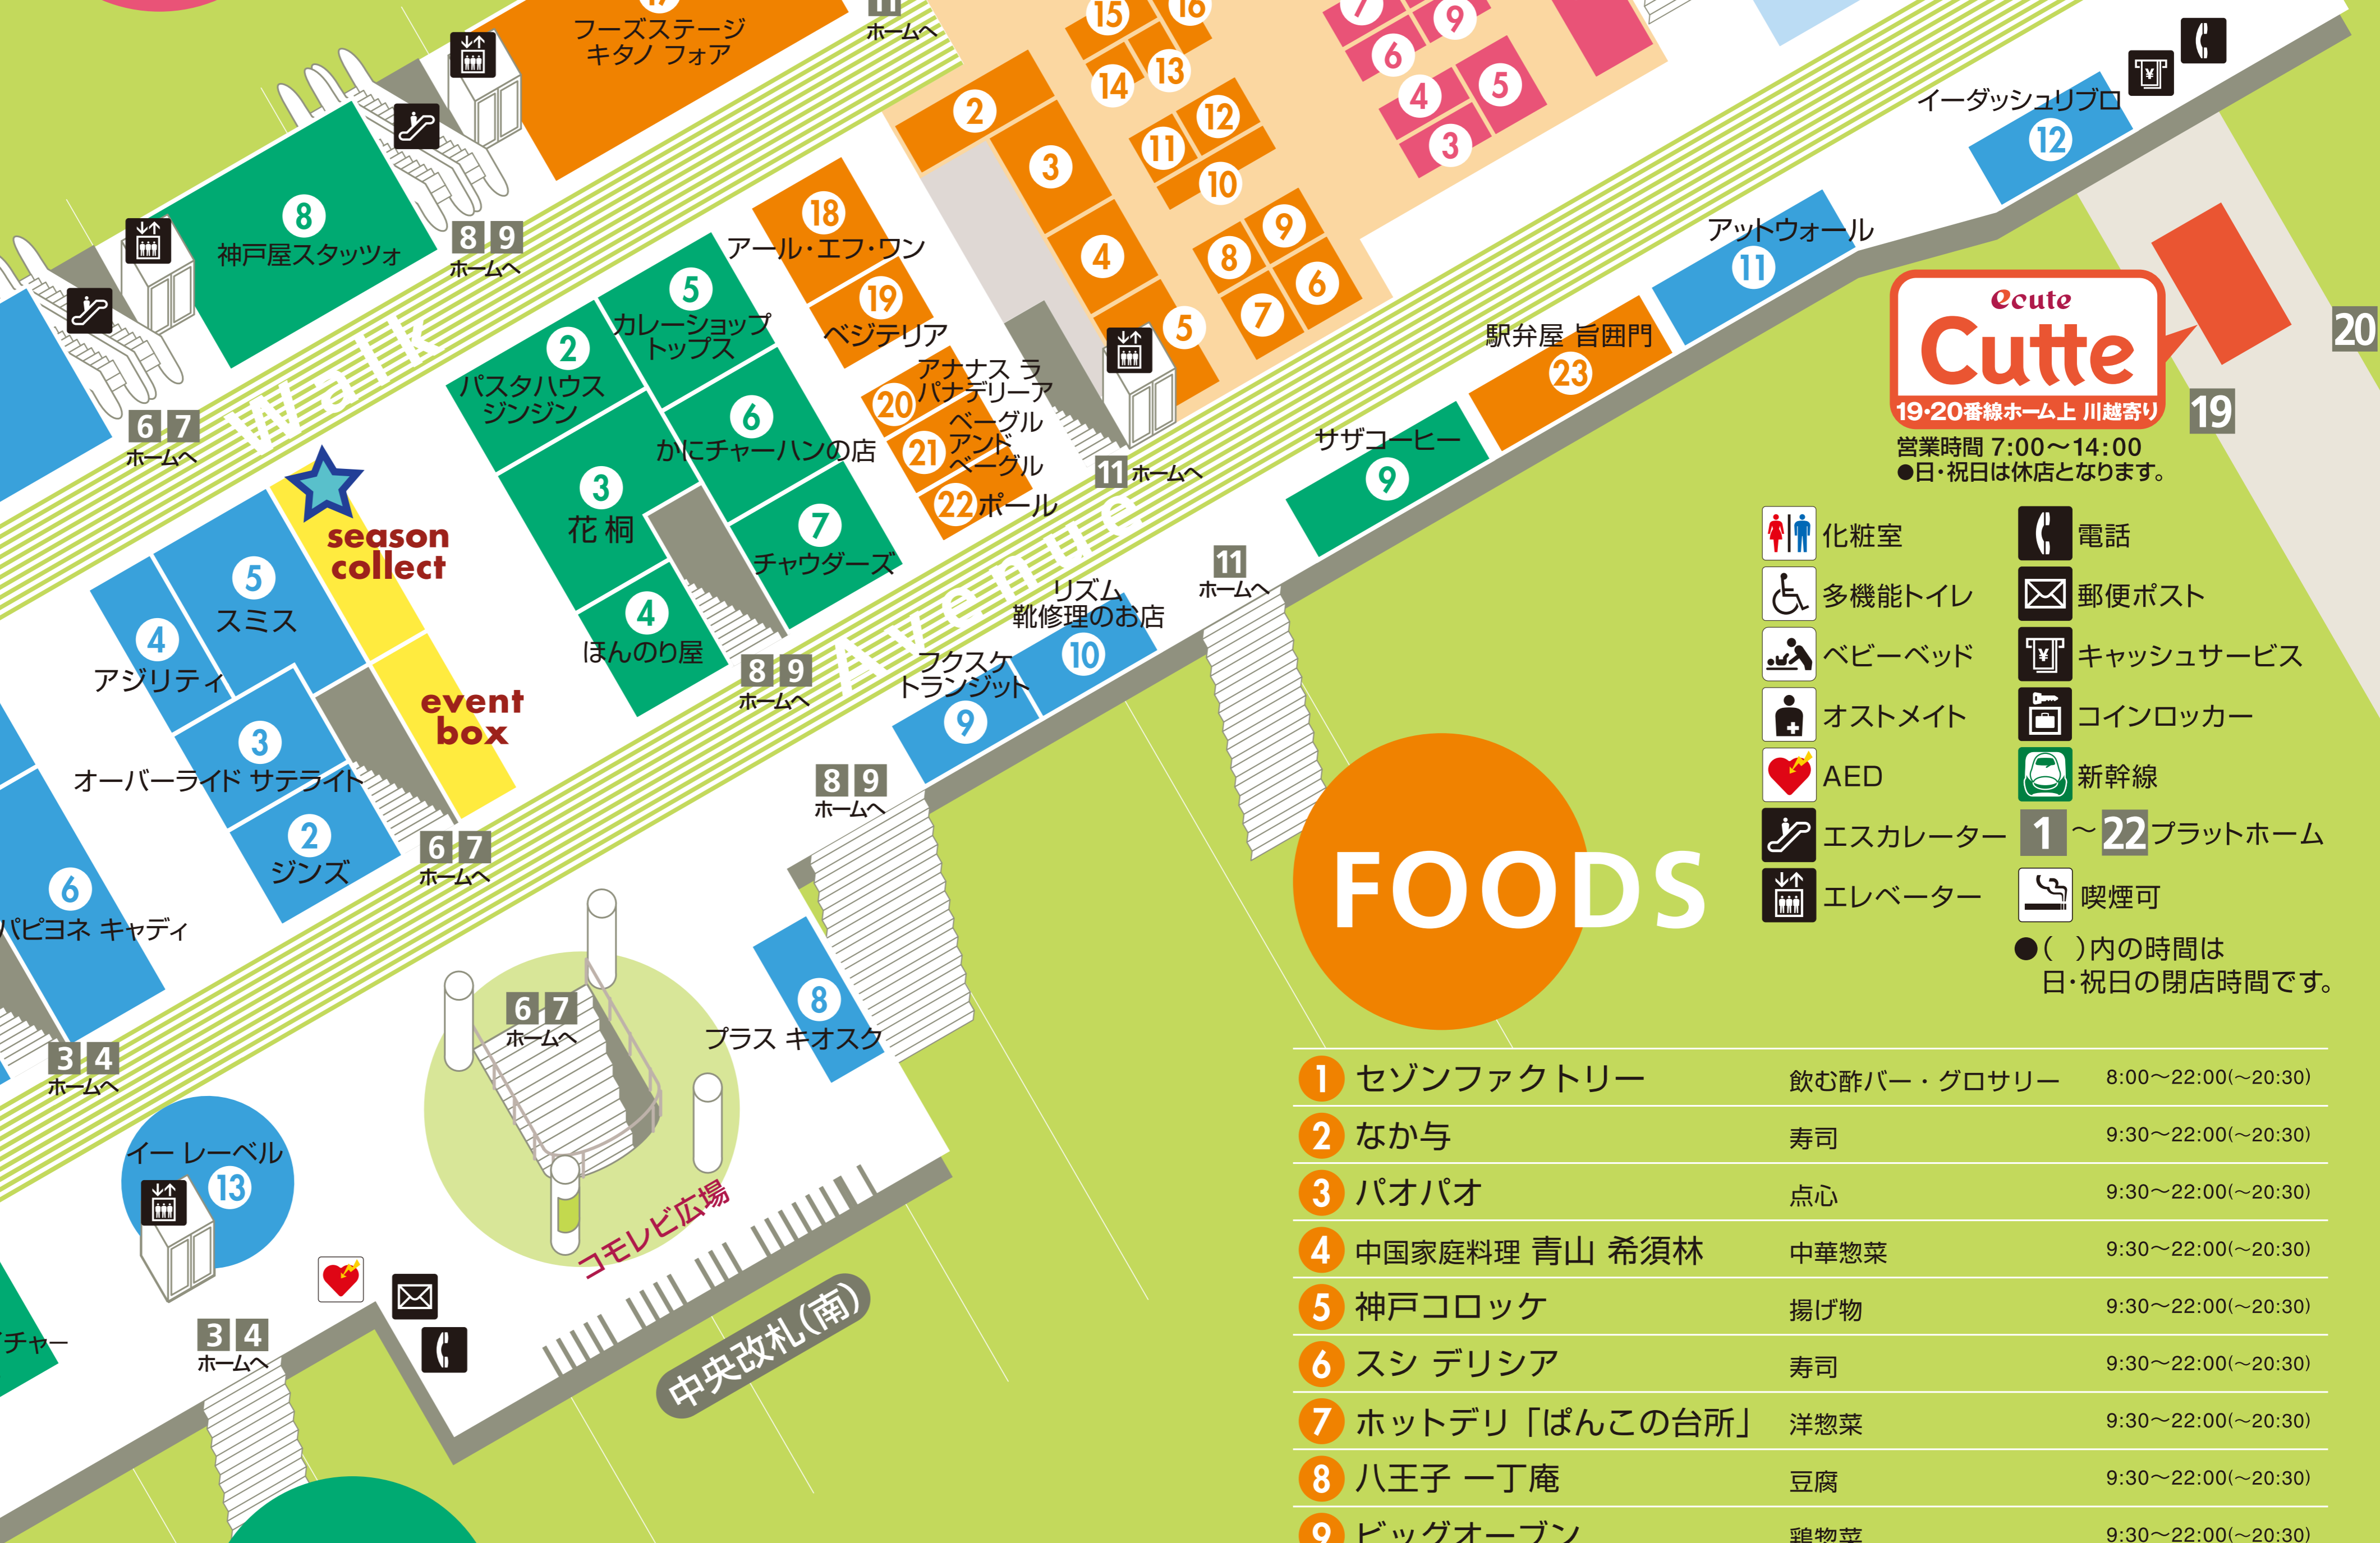 フーズステージ
キタノ フォア
ホームへ
15
16
14
13
2
12
11
10
3
9
8
6
7
4
5
7
9
6
4
5
3
イーダッシュリブロ
12
8
神戸屋スタッツォ
8 9
ホームへ
18
アール・エフ・ワン
19
ベジテリア
アナナス ラ
パナデリーア
20
ベーグル
アンド
ベーグル
21
22 ポール
11 ホームへ
アットウォール
11
駅弁屋 旨囲門
23
サザコーヒー
9
ecute
Cutte
19・20番線ホーム上 川越寄り
営業時間 7:00〜14:00
●日・祝日は休店となります。
20
19
6 7
ホームへ
Walk
5
カレーショップ
トップス
2
パスタハウス
ジンジン
6
かにチャーハンの店
3
花桐
7
チャウダーズ
4
ほんのり屋
8 9
ホームへ
Avenue
season
collect
event
box
5
スミス
4
アジリティ
3
オーバーライド サテライト
2
ジンズ
6 7
ホームへ
6
パピヨネ キャディ
3 4
ホームへ
11
ホームへ
リズム
靴修理のお店
10
フクスケ
トランジット
9
8 9
ホームへ
8
プラス キオスク
6 7
ホームへ
コモレビ広場
中央改札(南)
イー レーベル
13
3 4
ホームへ
チャー
化粧室
電話
多機能トイレ
郵便ポスト
ベビーベッド
キャッシュサービス
オストメイト
コインロッカー
AED
新幹線
エスカレーター
1〜22プラットホーム
エレベーター
喫煙可
●( )内の時間は
日・祝日の閉店時間です。
FOODS
1 セゾンファクトリー 飲む酢バー・グロサリー 8:00〜22:00(〜20:30)
2 なか与 寿司 9:30〜22:00(〜20:30)
3 パオパオ 点心 9:30〜22:00(〜20:30)
4 中国家庭料理 青山 希須林 中華惣菜 9:30〜22:00(〜20:30)
5 神戸コロッケ 揚げ物 9:30〜22:00(〜20:30)
6 スシ デリシア 寿司 9:30〜22:00(〜20:30)
7 ホットデリ「ぱんこの台所」 洋惣菜 9:30〜22:00(〜20:30)
8 八王子 一丁庵 豆腐 9:30〜22:00(〜20:30)
9 ビッグオーブン 鶏惣菜 9:30〜22:00(〜20:30)